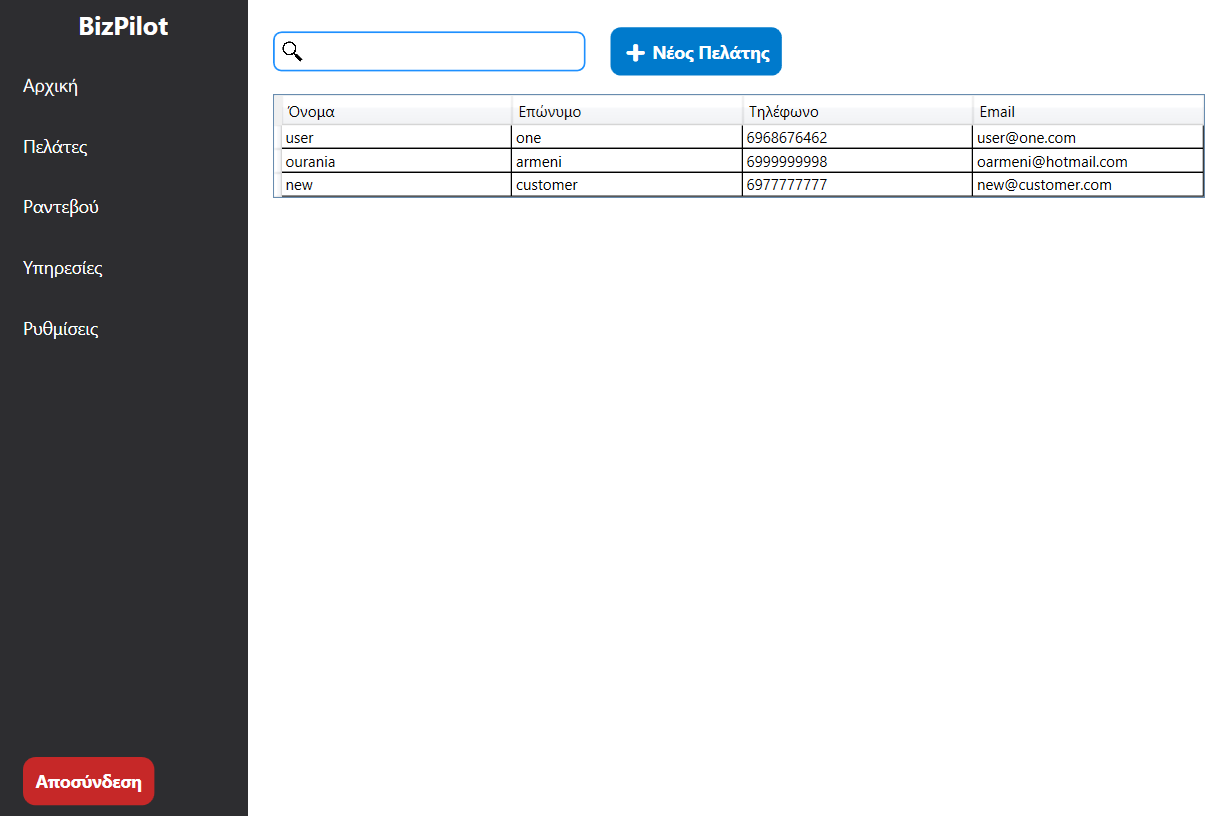 BizPilot
Αρχική
Πελάτες
Ραντεβού
Υπηρεσίες
Ρυθμίσεις
Αποσύνδεση
+ Νέος Πελάτης
Όνομα Επώνυμο Τηλέφωνο Email
user one 6968676462 user@one.com
ourania armeni 6999999998 oarmeni@hotmail.com
new customer 6977777777 new@customer.com